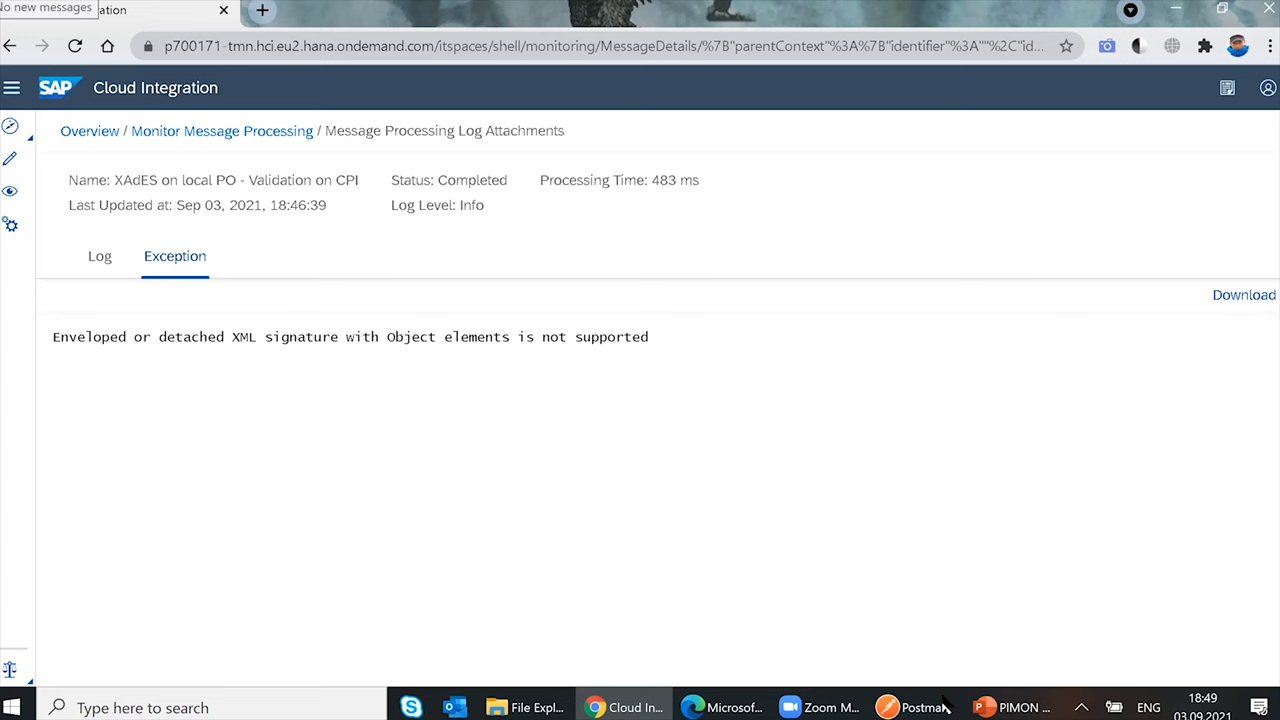 No new messages
ation
p700171-tmn.hci.eu2.hana.ondemand.com/itspaces/shell/monitoring/MessageDetails/%7B"parentContext"%3A%7B"identifier"%3A""%2C"id...
SAP Cloud Integration
Overview / Monitor Message Processing / Message Processing Log Attachments
Name: XAdES on local PO - Validation on CPI Status: Completed Processing Time: 483 ms
Last Updated at: Sep 03, 2021, 18:46:39 Log Level: Info
Log Exception
Download
Enveloped or detached XML signature with Object elements is not supported
Type here to search File Expl... Cloud In... Microsof... Zoom M... Postman PIMON ... ENG 18:49
03.09.2021